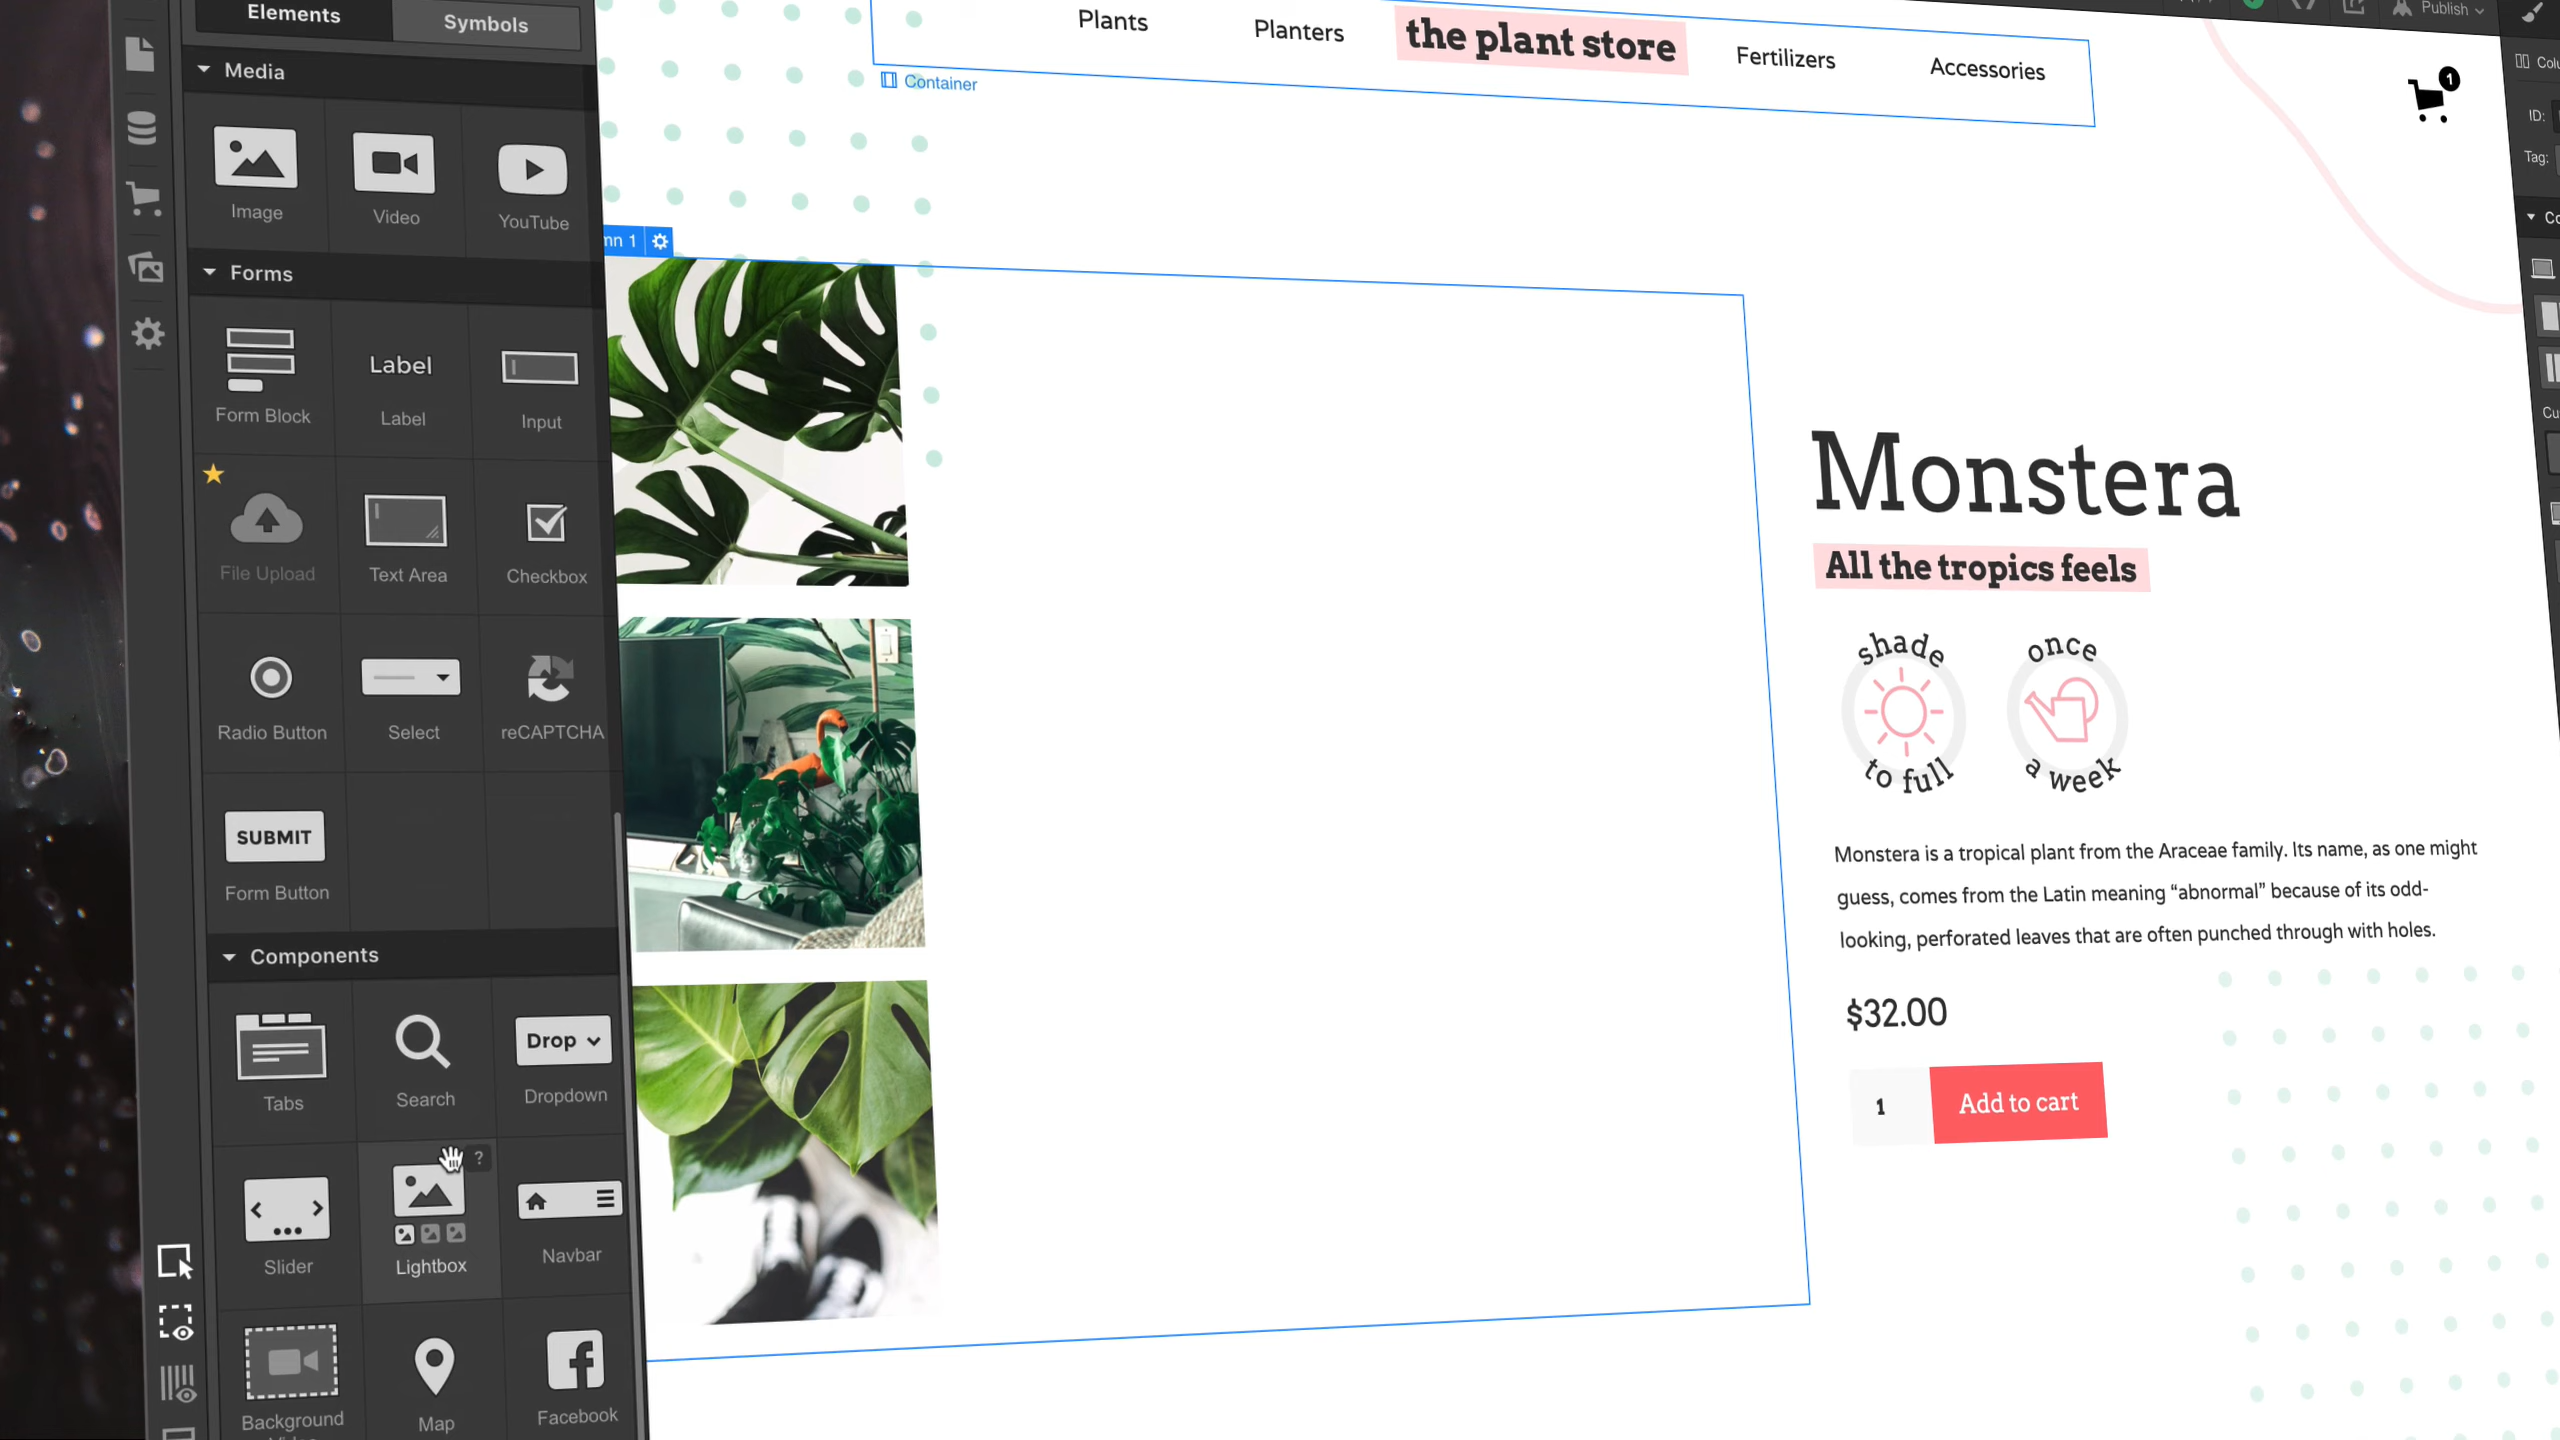 Elements
Symbols
Media
Image
Video
YouTube
Forms
Form Block
Label
Label
Input
File Upload
Text Area
Checkbox
Radio Button
Select
reCAPTCHA
SUBMIT
Form Button
Components
Tabs
Search
Drop
Dropdown
Slider
?
Lightbox
Navbar
Background
Map
Facebook
Plants
Planters
the plant store
Fertilizers
Accessories
1
Container
mn 1
Monstera
All the tropics feels
shade
to full
once
a week
Monstera is a tropical plant from the Araceae family. Its name, as one might
guess, comes from the Latin meaning “abnormal” because of its odd-
looking, perforated leaves that are often punched through with holes.
$32.00
1
Add to cart
Publish
ID:
Tag: